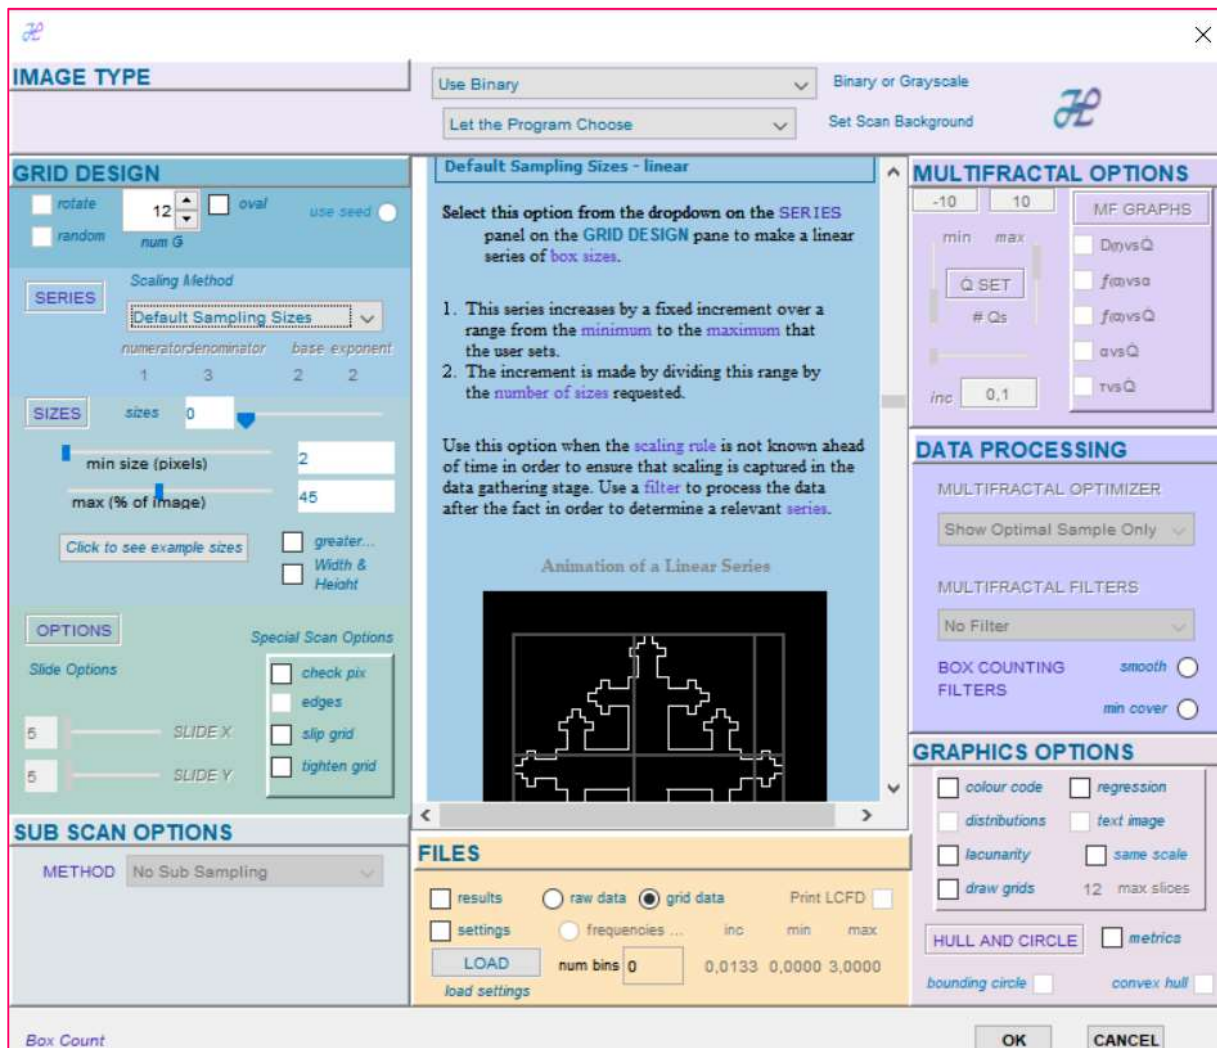 IMAGE TYPE
Use Binary
Binary or Grayscale
Let the Program Choose
Set Scan Background
GRID DESIGN
rotate
12
oval
use seed
random
num G
SERIES
Scaling Method
Default Sampling Sizes
numerator denominator base exponent
1 3 2 2
SIZES
sizes
0
min size (pixels)
2
max (% of image)
45
Click to see example sizes
greater...
Width &
Height
OPTIONS
Special Scan Options
Slide Options
check pix
edges
5
SLIDE X
slip grid
5
SLIDE Y
tighten grid
SUB SCAN OPTIONS
METHOD
No Sub Sampling
Default Sampling Sizes - linear
Select this option from the dropdown on the SERIES
panel on the GRID DESIGN pane to make a linear
series of box sizes.
1. This series increases by a fixed increment over a
range from the minimum to the maximum that
the user sets.
2. The increment is made by dividing this range by
the number of sizes requested.
Use this option when the scaling rule is not known ahead
of time in order to ensure that scaling is captured in the
data gathering stage. Use a filter to process the data
after the fact in order to determine a relevant series.
Animation of a Linear Series
FILES
results
raw data
grid data
Print LCFD
settings
frequencies ...
inc
min
max
LOAD
num bins
0
0,0133 0,0000 3,0000
load settings
MULTIFRACTAL OPTIONS
-10
10
MF GRAPHS
min
max
D(Q)vsQ
Q SET
f(α)vsα
# Qs
f(α)vsQ
αvsQ
inc
0,1
τvsQ
DATA PROCESSING
MULTIFRACTAL OPTIMIZER
Show Optimal Sample Only
MULTIFRACTAL FILTERS
No Filter
BOX COUNTING
FILTERS
smooth
min cover
GRAPHICS OPTIONS
colour code
regression
distributions
text image
lacunarity
same scale
draw grids
12 max slices
HULL AND CIRCLE
metrics
bounding circle
convex hull
Box Count
OK
CANCEL